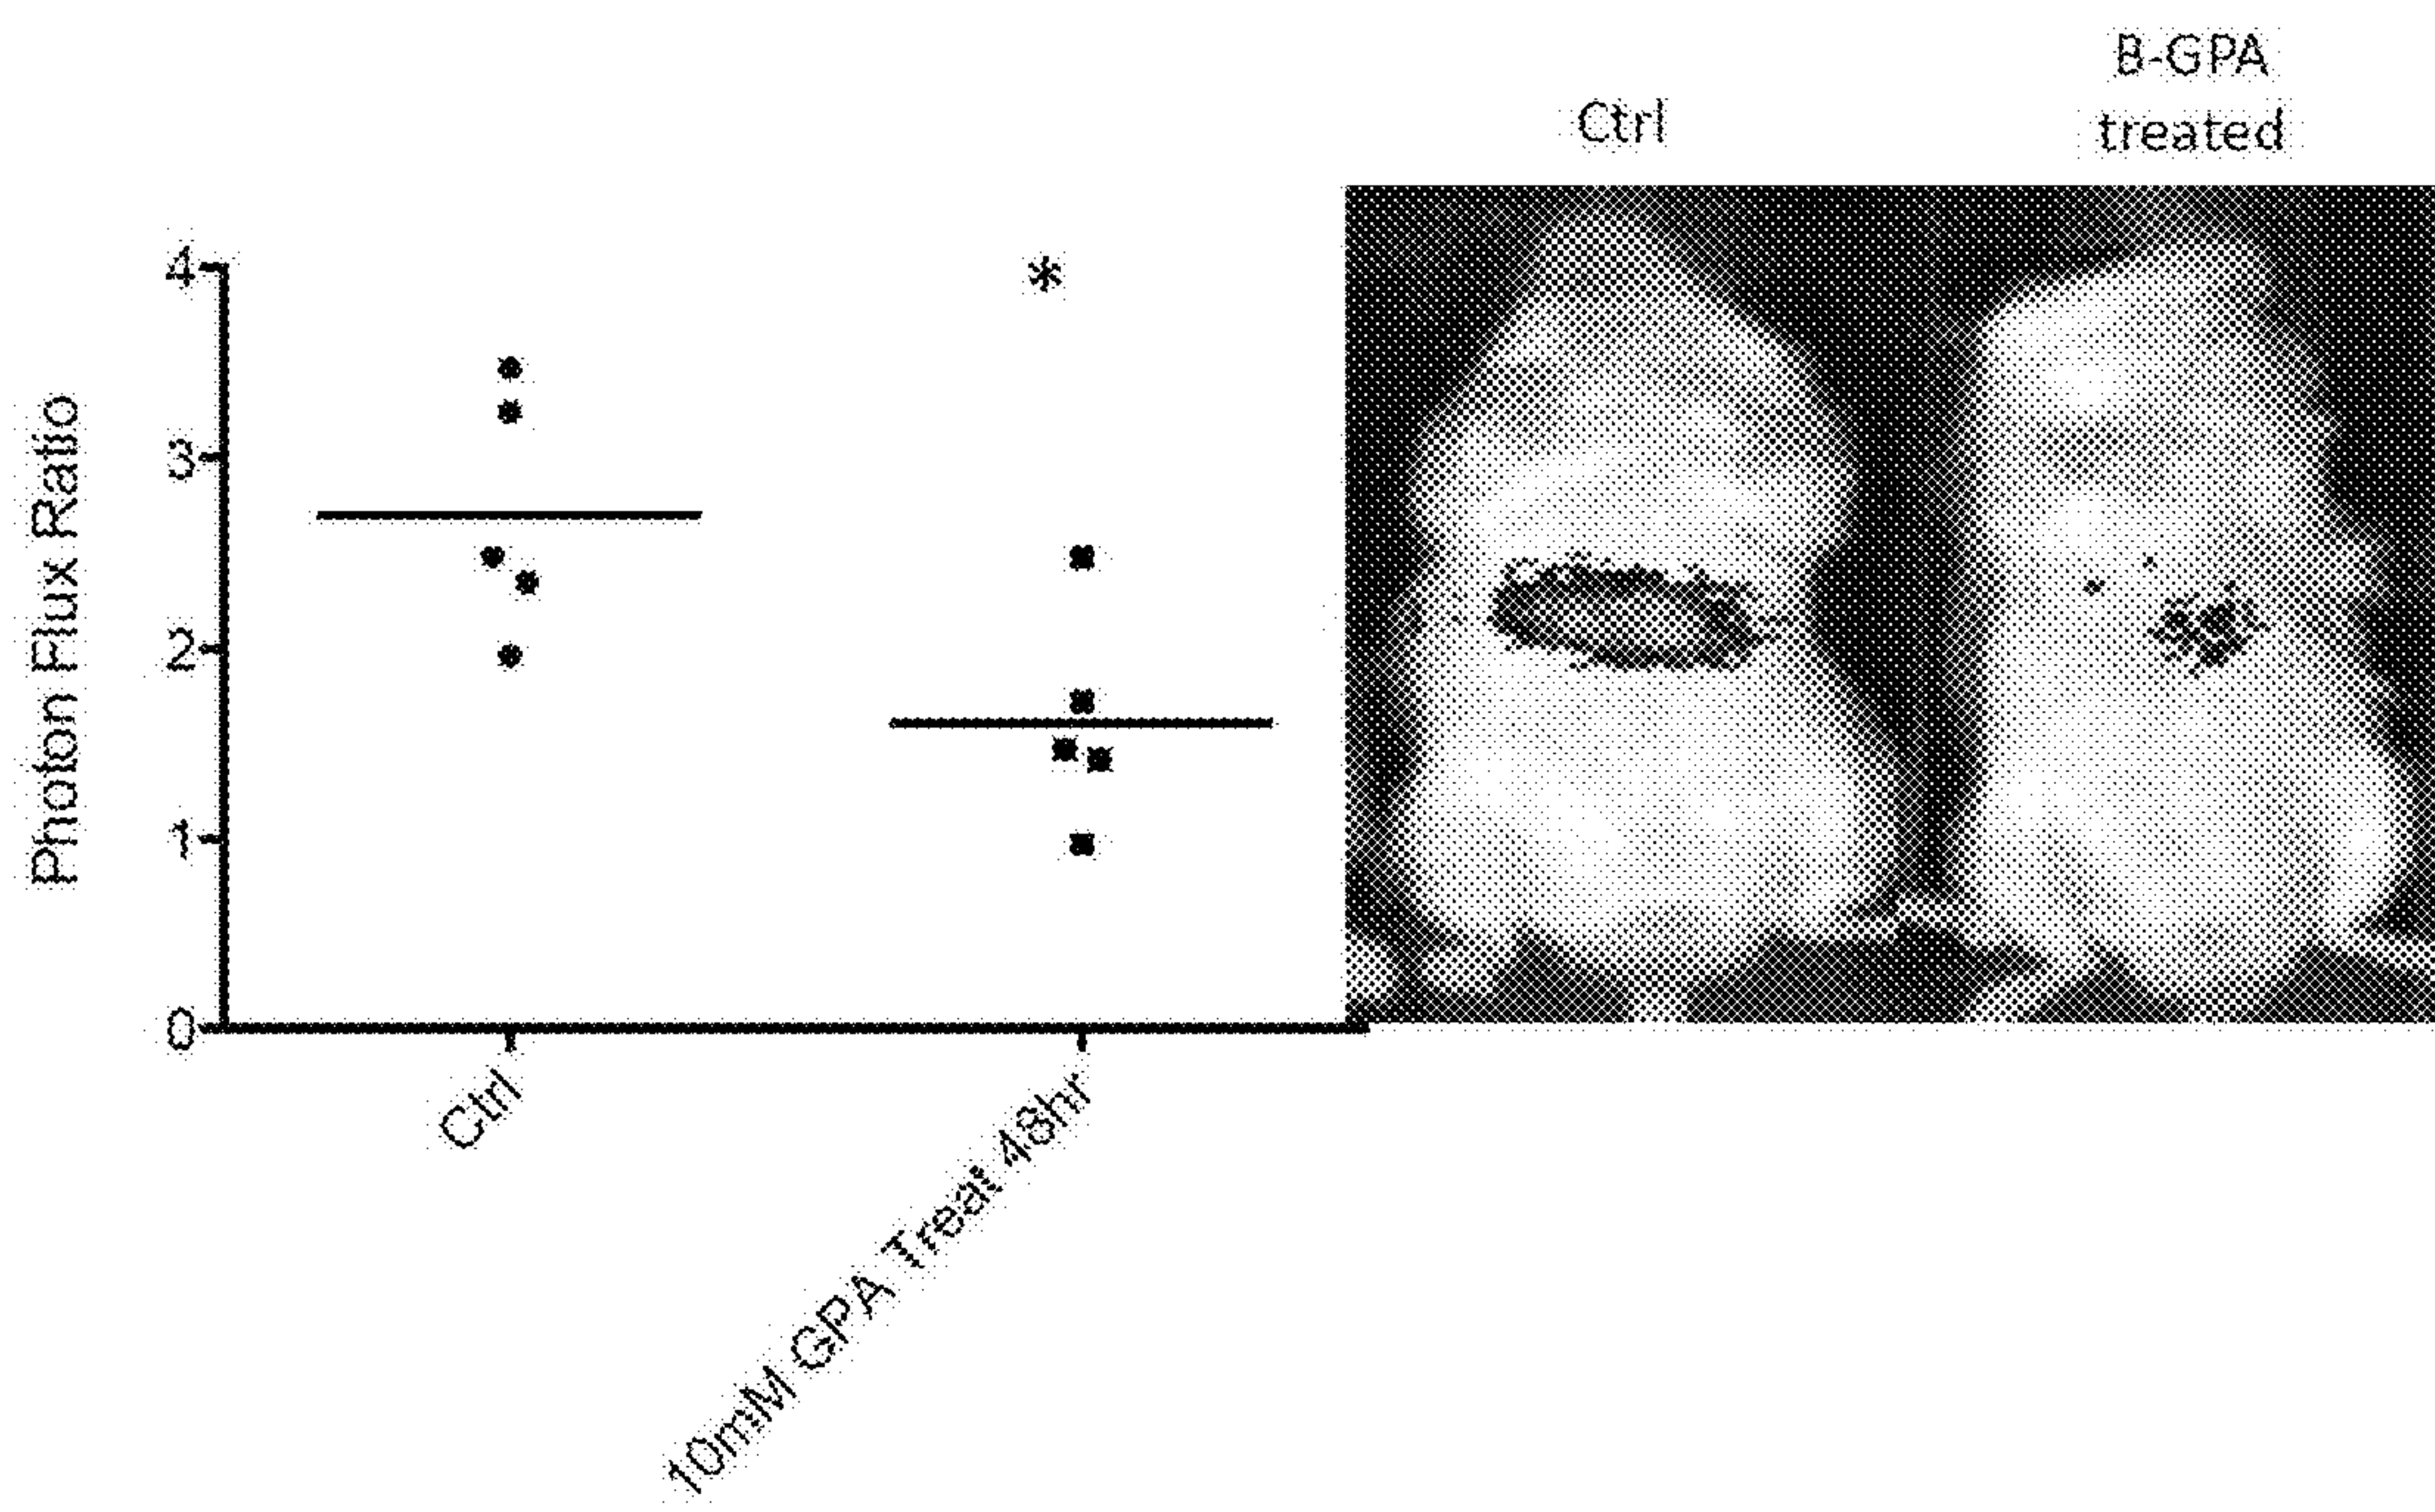 B-GPA
Ctrl
treated
4
*
3
2
1
0
Photon Flux Ratio
Ctrl
10mM GPA Treat 48hr